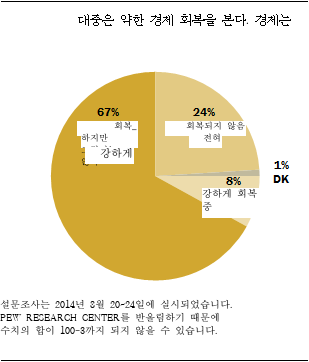 대중은 약한 경제 회복을 본다. 경제는
67%
회복_
하지만
강하게
24%
회복되지 않음
전혀
1%
DK
8%
강하게 회복
중
설문조사는 2014년 8월 20-24일에 실시되었습니다.
PEW RESEARCH CENTER를 반올림하기 때문에
수치의 합이 100-3까지 되지 않을 수 있습니다.